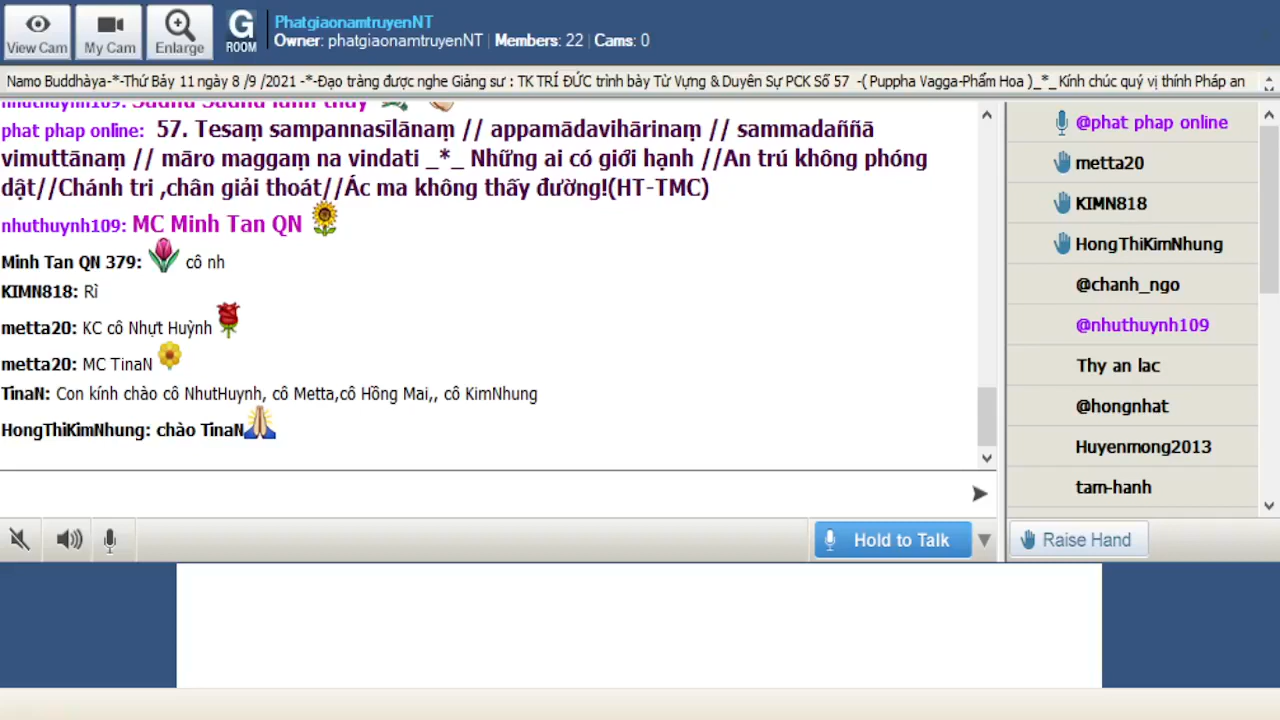 View Cam
My Cam
Enlarge
G
ROOM
PhatgiaonamtruyenNT
Owner: phatgiaonamtruyenNT | Members: 22 | Cams: 0
Namo Buddhàya-*-Thứ Bảy 11 ngày 8 /9 /2021 -*-Đạo tràng được nghe Giảng sư : TK TRÍ ĐỨC trình bày Từ Vựng & Duyên Sự PCK Số 57 -( Puppha Vagga-Phẩm Hoa )_*_Kính chúc quý vị thính Pháp an
nhuthuynh109: Sadhu Sadhu lành thay
phat phap online: 57. Tesaṃ sampannasīlānaṃ // appamādavihārinaṃ // sammadaññā
vimuttānaṃ // māro maggaṃ na vindati _*_ Những ai có giới hạnh //An trú không phóng
dật//Chánh tri ,chân giải thoát//Ác ma không thấy đường!(HT-TMC)
nhuthuynh109: MC Minh Tan QN
Minh Tan QN 379: cô nh
KIMN818: Rì
metta20: KC cô Nhựt Huỳnh
metta20: MC TinaN
TinaN: Con kính chào cô NhutHuynh, cô Metta,cô Hồng Mai,, cô KimNhung
HongThiKimNhung: chào TinaN
@phat phap online
metta20
KIMN818
HongThiKimNhung
@chanh_ngo
@nhuthuynh109
Thy an lac
@hongnhat
Huyenmong2013
tam-hanh
Hold to Talk
Raise Hand